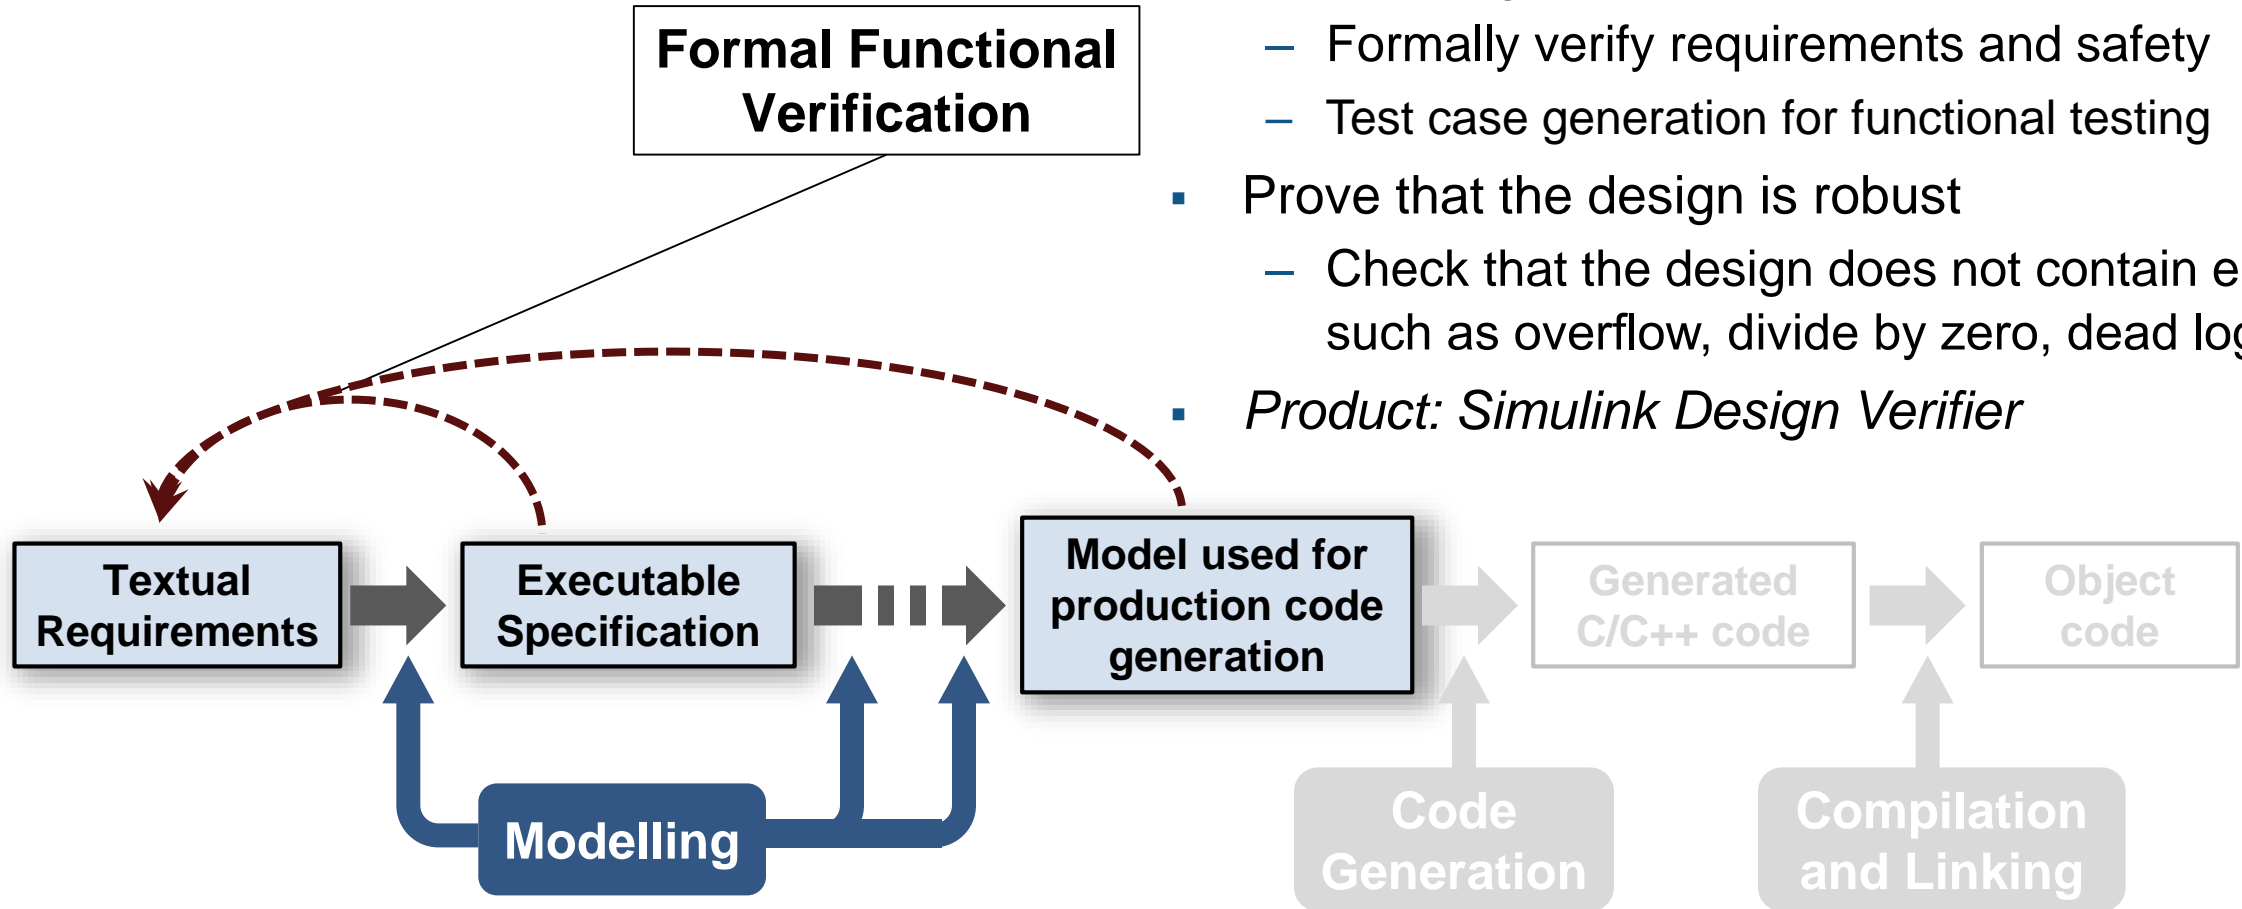 Formal Functional
Verification
– Formally verify requirements and safety
– Test case generation for functional testing
▪ Prove that the design is robust
– Check that the design does not contain
such as overflow, divide by zero, dead
▪ Product: Simulink Design Verifier
Textual
Requirements
Executable
Specification
Model used for
production code
generation
Generated
C/C++ code
Object
code
Modelling
Code
Generation
Compilation
and Linking